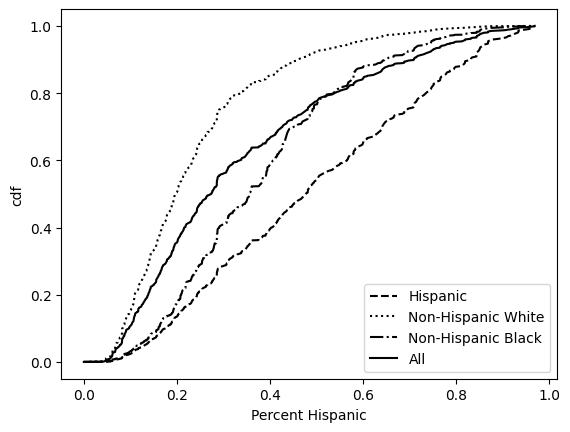 1.0
0.8
0.6
0.4
0.2
0.0
cdf
Hispanic
Non-Hispanic White
Non-Hispanic Black
All
0.0 0.2 0.4 0.6 0.8 1.0
Percent Hispanic